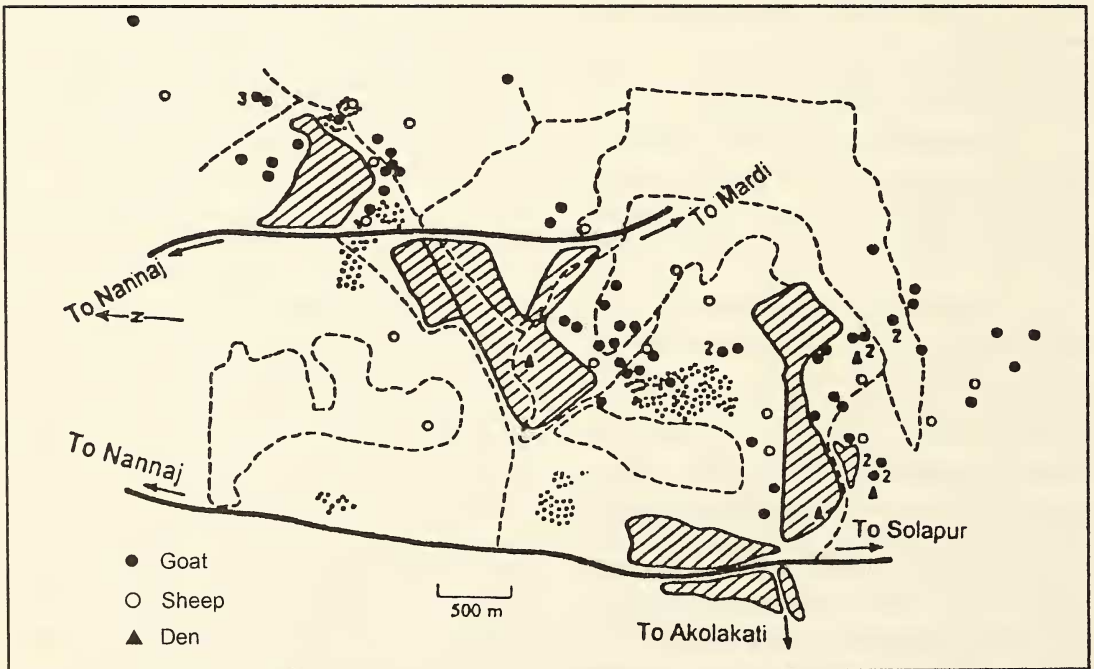 3
To Mardi
To Nannaj
N
2
2
2
To Nannaj
2
2
To Solapur
Goat
Sheep
Den
500 m
To Akolakati